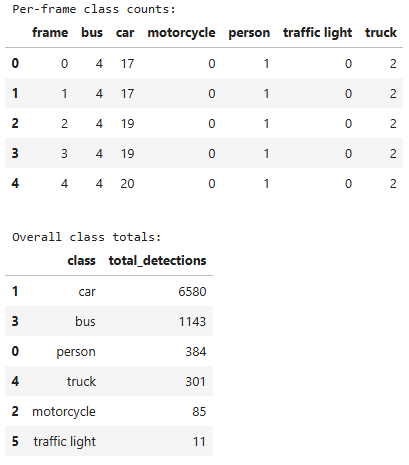 Per-frame class counts:
frame bus car motorcycle person traffic light truck
0 0 4 17 0 1 0 2
1 1 4 17 0 1 0 2
2 2 4 19 0 1 0 2
3 3 4 19 0 1 0 2
4 4 4 20 0 1 0 2
Overall class totals:
class total_detections
1 car 6580
3 bus 1143
0 person 384
4 truck 301
2 motorcycle 85
5 traffic light 11